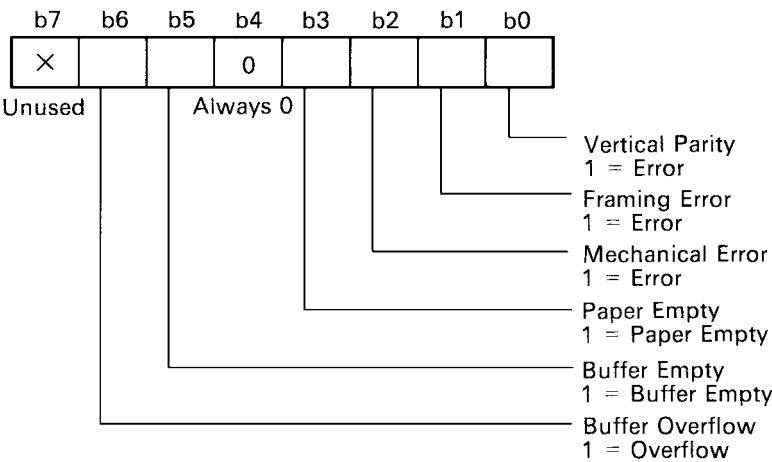 b7 b6 b5 b4 b3 b2 b1 b0
× 0
Unused Always 0
Vertical Parity
1 = Error
Framing Error
1 = Error
Mechanical Error
1 = Error
Paper Empty
1 = Paper Empty
Buffer Empty
1 = Buffer Empty
Buffer Overflow
1 = Overflow